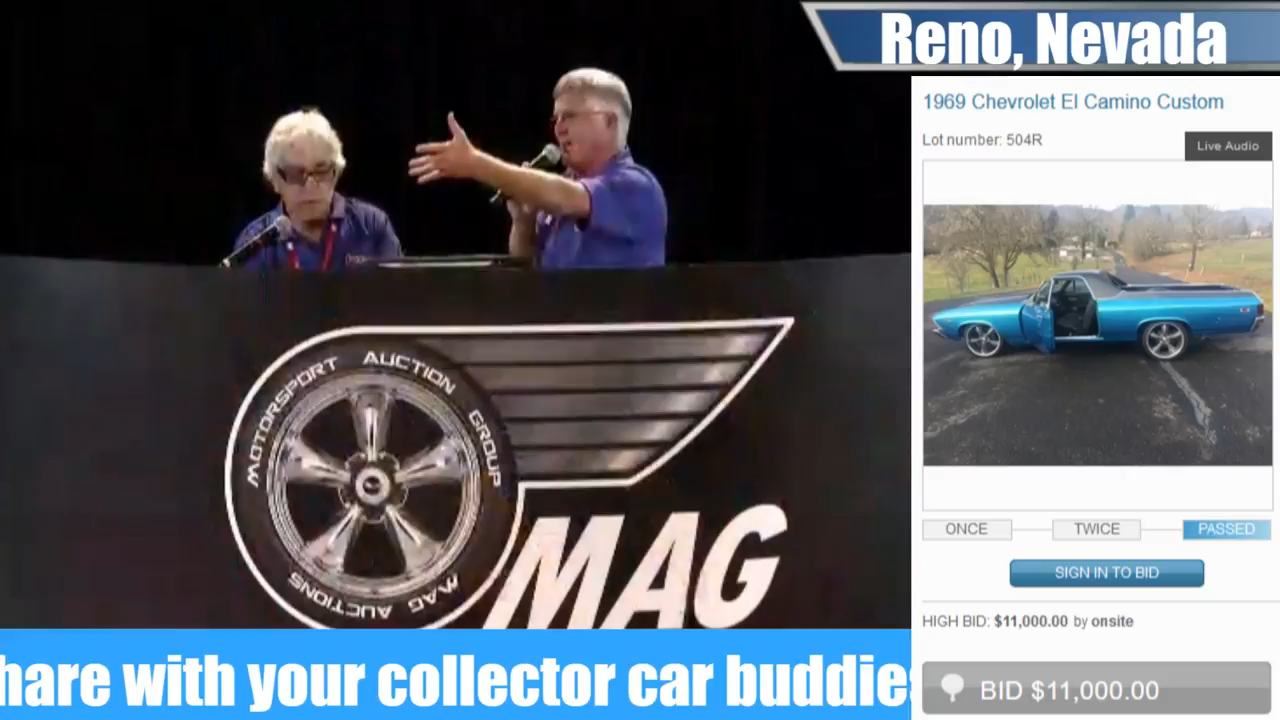 Reno, Nevada
1969 Chevrolet El Camino Custom
Lot number: 504R
Live Audio
MOTORSPORT AUCTION GROUP
MAG AUCTIONS
MAG
ONCE
TWICE
PASSED
SIGN IN TO BID
HIGH BID: $11,000.00 by onsite
BID $11,000.00
hare with your collector car buddies